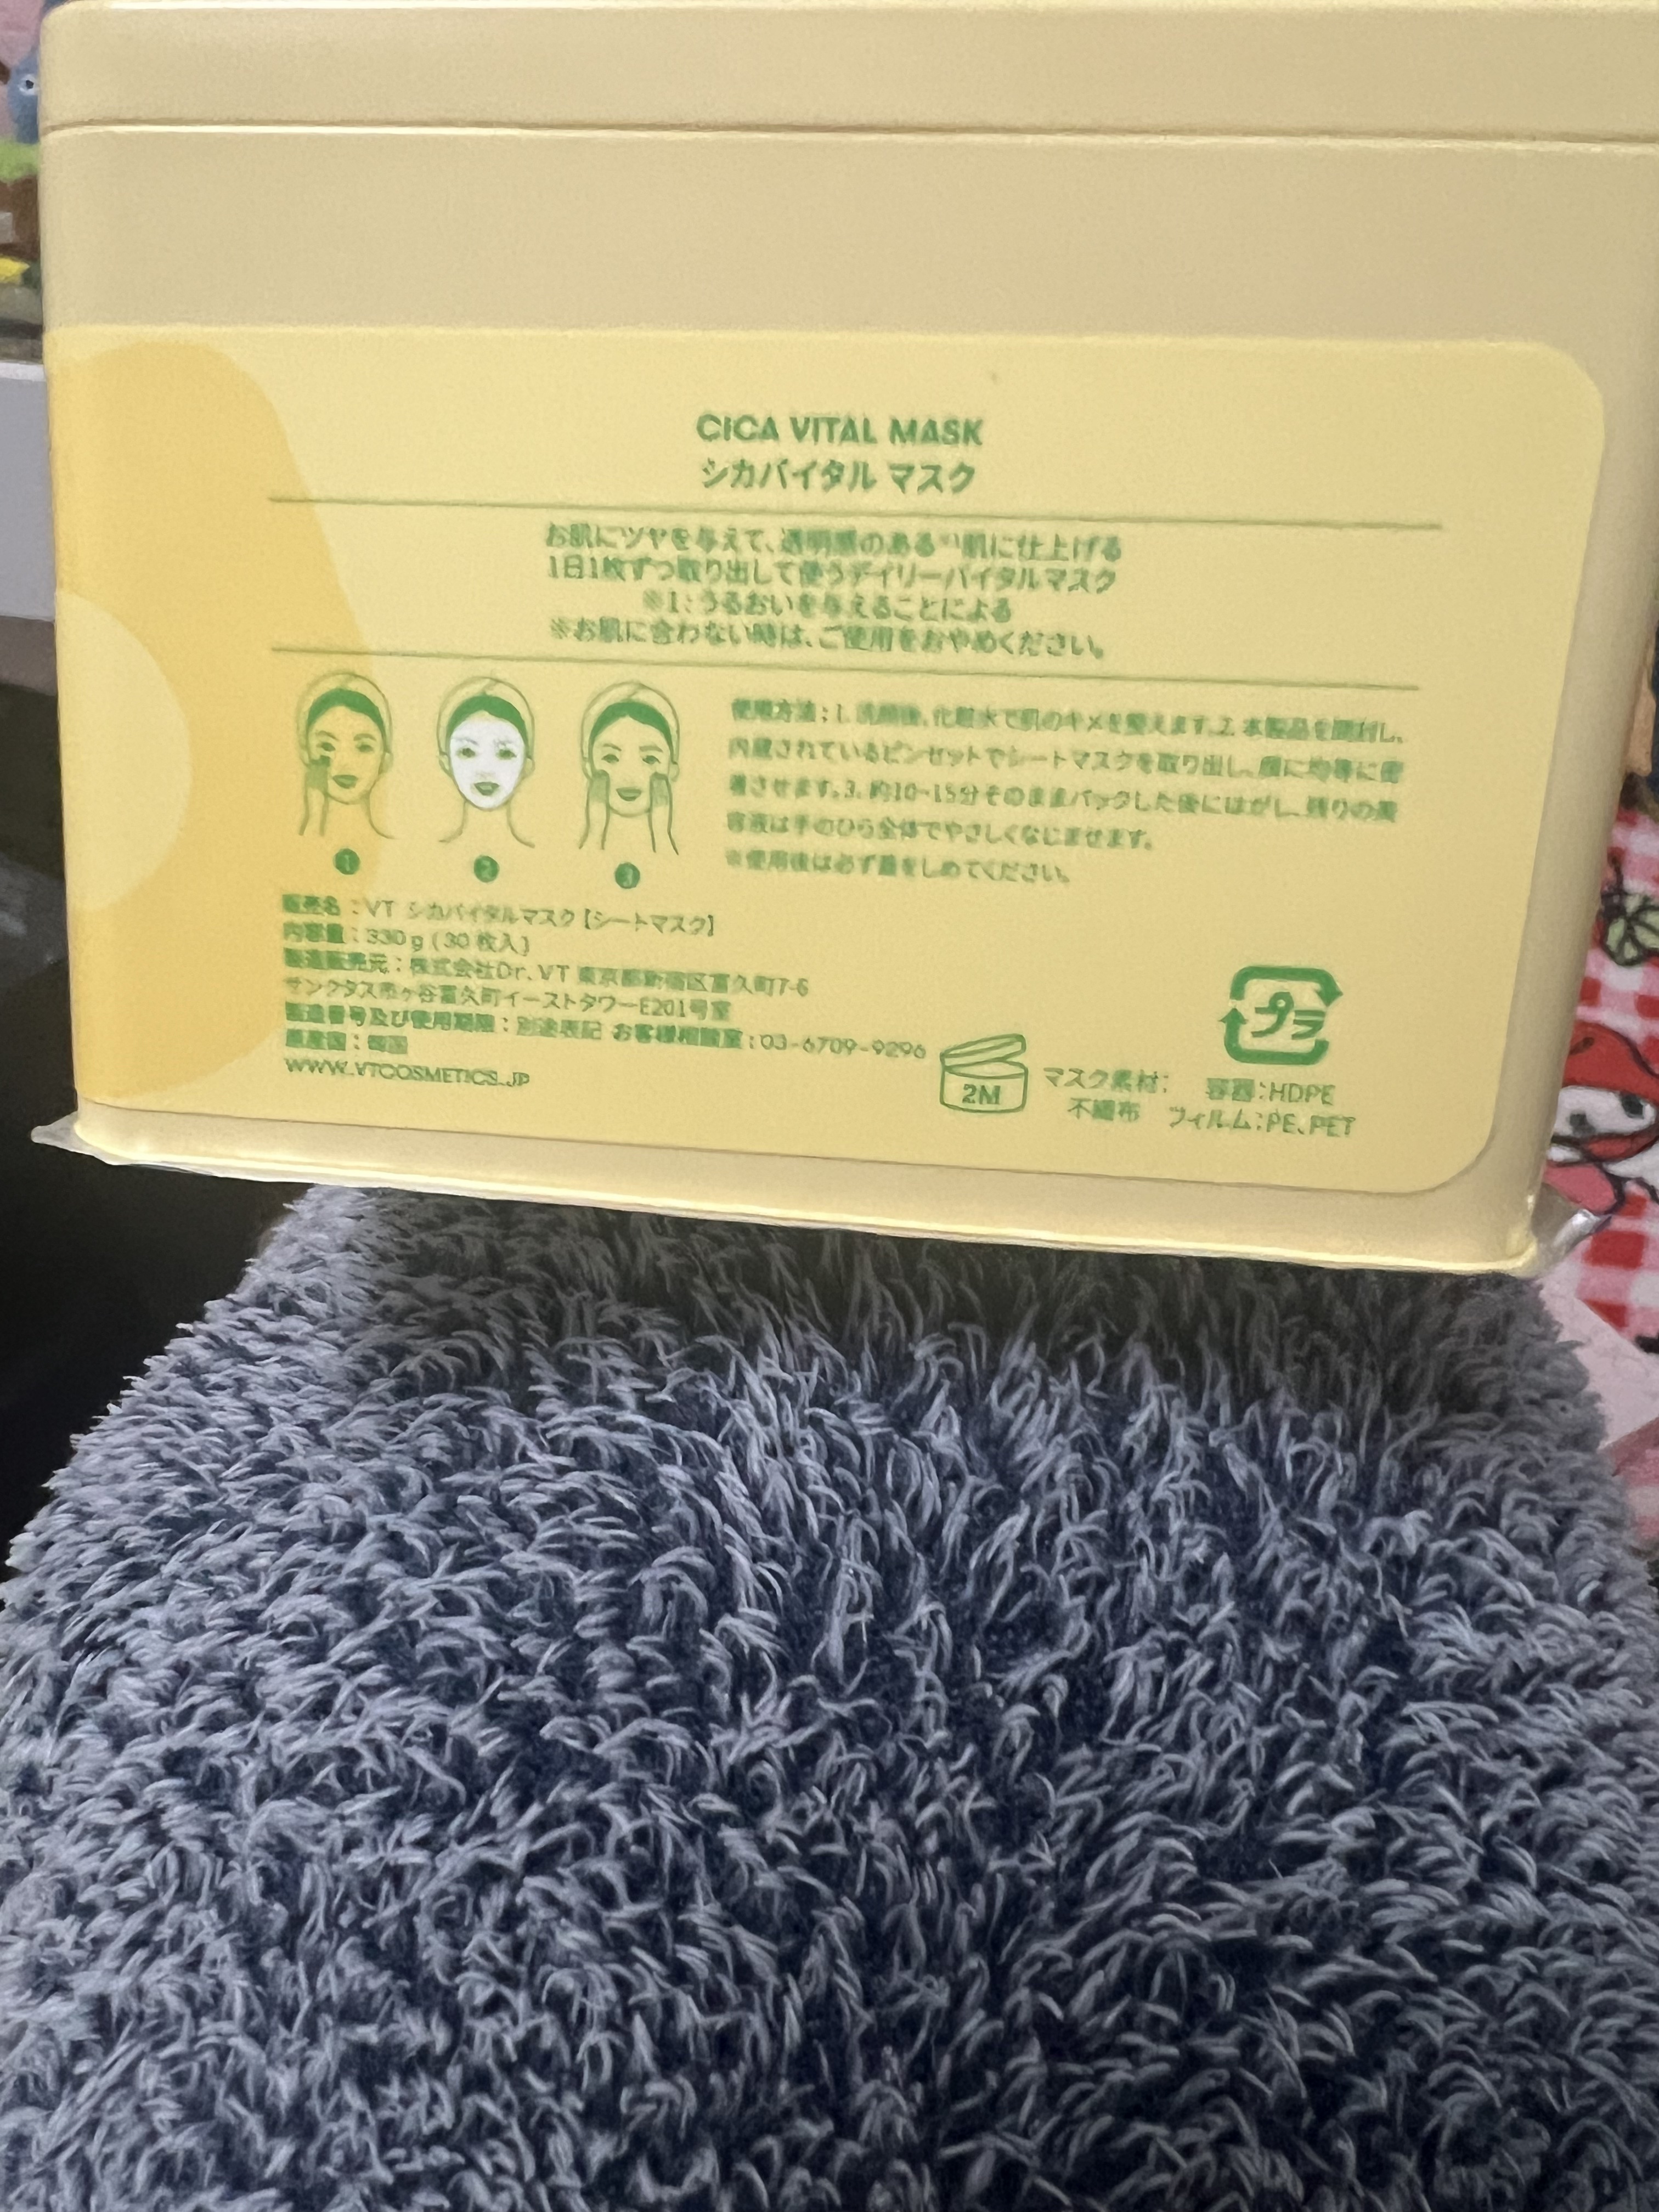 CICA VITAL MASK
シカバイタル マスク
お肌にツヤを与えて、透明感のある※1肌に仕上げる
1日1枚ずつ取り出して使うデイリーバイタルマスク
※1:うるおいを与えることによる
※お肌に合わない時は、ご使用をおやめください。
使用方法:1. 洗顔後、化粧水で肌のキメを整えます。2. 本製品を開封し、
内蔵されているピンセットでシートマスクを取り出し、顔に均等に密
着させます。3. 約10~15分そのままパックした後にはがし、残りの美
容液は手のひら全体でやさしくなじませます。
※使用後は必ず蓋をしめてください。
1
2
3
販売名:VT シカバイタルマスク【シートマスク】
内容量:330g(30枚入)
製造販売元:株式会社Dr. VT 東京都新宿区富久町7-6
サンクタス市ヶ谷富久町イーストタワーE201号室
製造番号及び使用期限:別途表記 お客様相談室:03-6709-9296
原産国:韓国
WWW.VTCOSMETICS.JP
2M
マスク素材:
不織布
プラ
容器:HDPE
フィルム:PE、PET